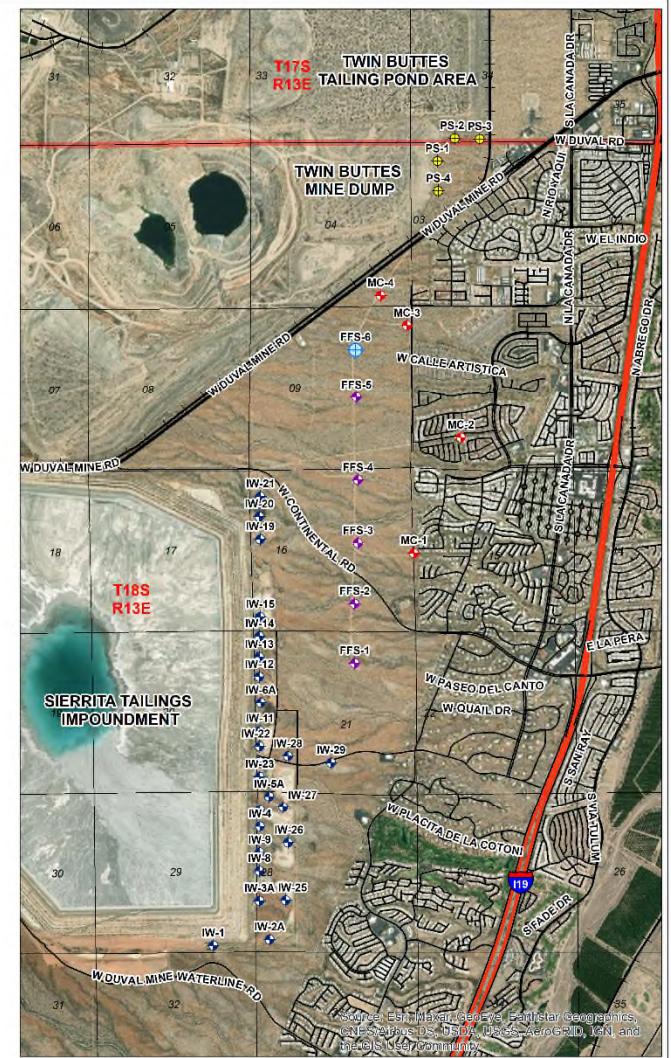 TWIN BUTTES
TAILING POND AREA
T17S
R13E
31
32
33
34
35
S LA CANADA DR
PS-2
PS-3
W DUVAL RD
PS-1
PS-4
TWIN BUTTES
MINE DUMP
W DUVAL MINE RD
N RIO YAQUI
06
05
04
03
02
W EL INDIO
N LA CANADA DR
MC-4
MC-3
N ABREGO DR
FFS-6
W CALLE ARTISTICA
W DUVAL MINE RD
07
08
09
FFS-5
MC-2
S LA CANADA DR
W DUVAL MINE RD
FFS-4
IW-21
IW-20
IW-19
W CONTINENTAL RD
FFS-3
MC-1
18
17
16
T18S
R13E
FFS-2
IW-15
IW-14
IW-13
IW-12
E LA PERA
FFS-1
W PASEO DEL CANTO
W QUAIL DR
IW-6A
SIERRITA TAILINGS
IMPOUNDMENT
IW-11
21
22
23
IW-22
IW-28
IW-29
IW-23
S SAN RAY
IW-5A
IW-27
S VIA TULUM
IW-4
W PLACITA DE LA COTONI
IW-26
IW-9
IW-8
30
29
28
27
26
I19
IW-3A
IW-25
S FADE DR
IW-1
IW-2A
W DUVAL MINE WATERLINE RD
31
32
33
35
Source: Esri, Maxar, GeoEye, Earthstar Geographics,
CNES/Airbus DS, USDA, USGS, AeroGRID, IGN, and
the GIS User Community